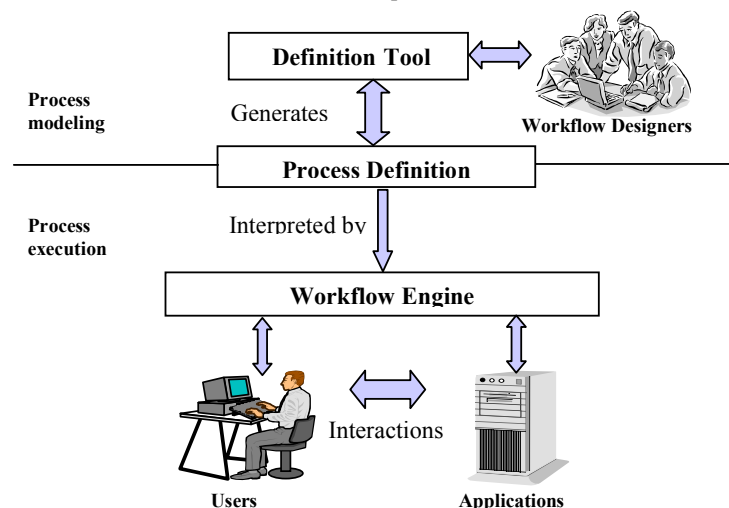 Definition Tool
Process
modeling
Generates
Workflow Designers
Process Definition
Process
execution
Interpreted by
Workflow Engine
Interactions
Users
Applications